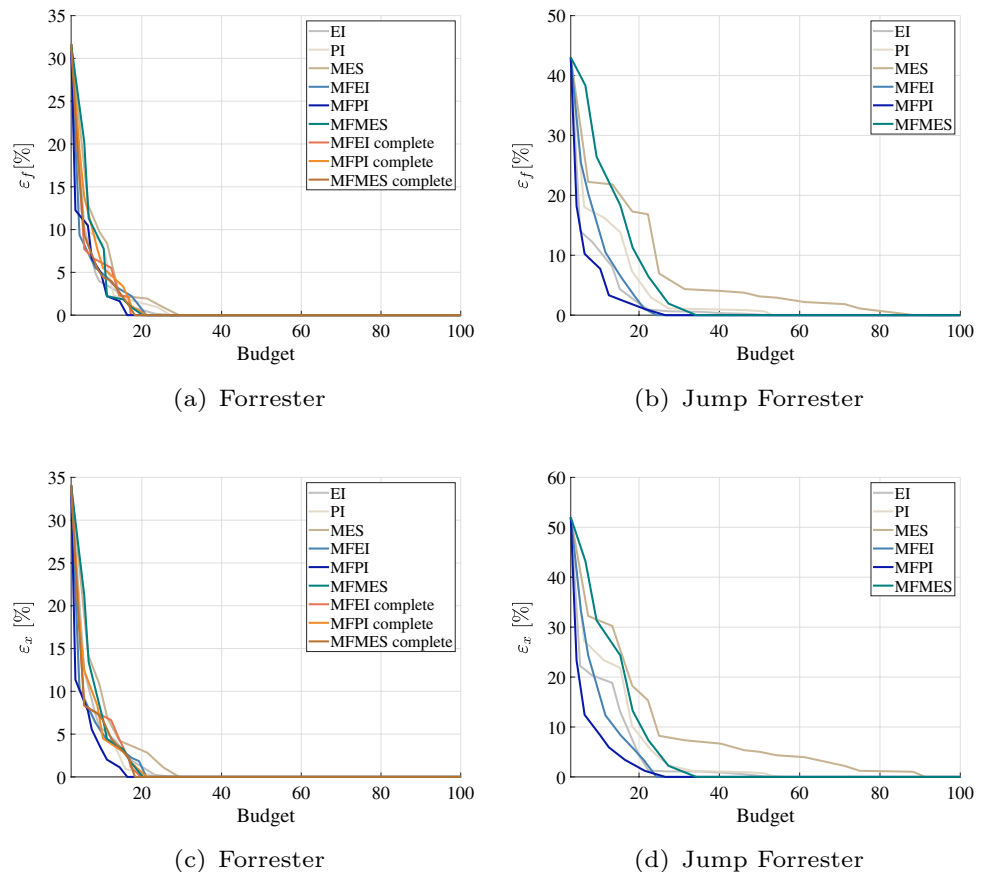 35
30
25
20
15
10
5
0
ε_f [%]
20
40
60
80
100
Budget
EI
PI
MES
MFEI
MFPI
MFMES
MFEI complete
MFPI complete
MFMES complete
(a) Forrester
50
40
30
20
10
0
ε_f [%]
20
40
60
80
100
Budget
EI
PI
MES
MFEI
MFPI
MFMES
(b) Jump Forrester
35
30
25
20
15
10
5
0
ε_x [%]
20
40
60
80
100
Budget
EI
PI
MES
MFEI
MFPI
MFMES
MFEI complete
MFPI complete
MFMES complete
(c) Forrester
60
50
40
30
20
10
0
ε_x [%]
20
40
60
80
100
Budget
EI
PI
MES
MFEI
MFPI
MFMES
(d) Jump Forrester